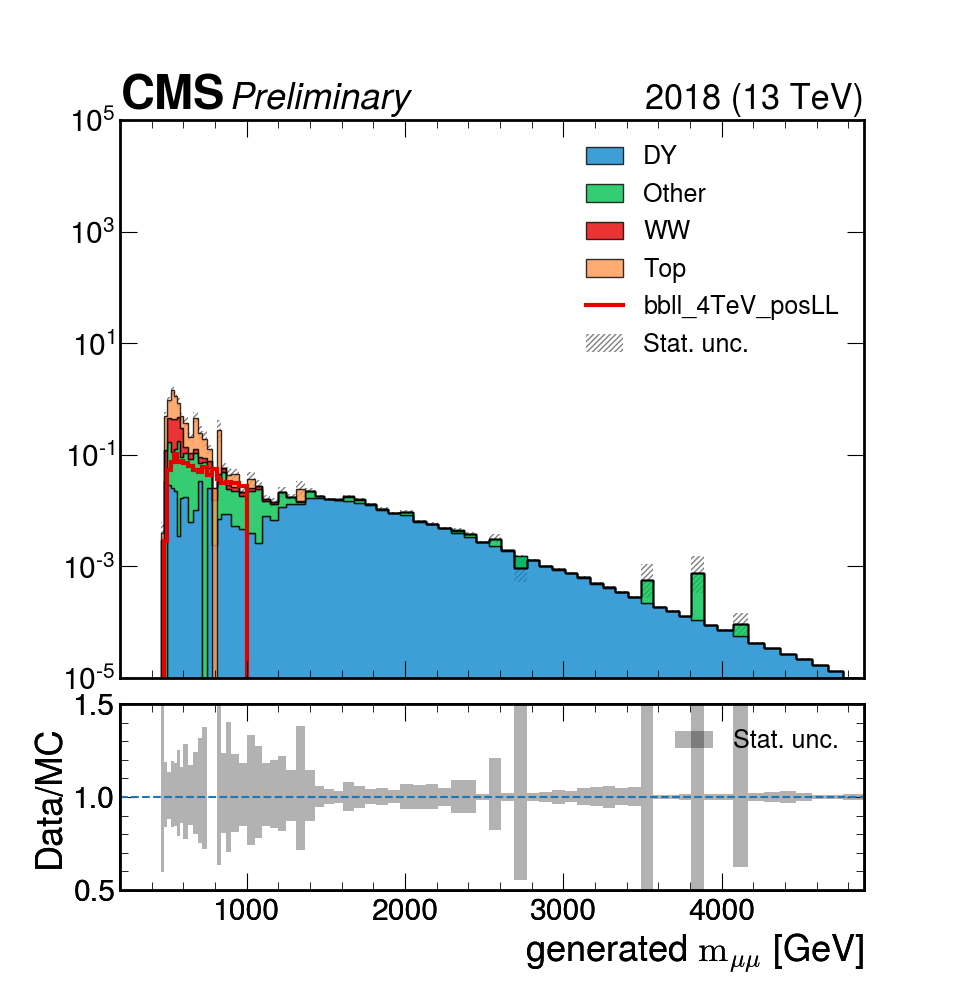 CMS Preliminary 2018 (13 TeV)
10^5
10^3
10^1
10^-1
10^-3
10^-5
DY
Other
WW
Top
bbll_4TeV_posLL
Stat. unc.
1.5
1.0
0.5
Data/MC
Stat. unc.
1000 2000 3000 4000
generated m_μμ [GeV]